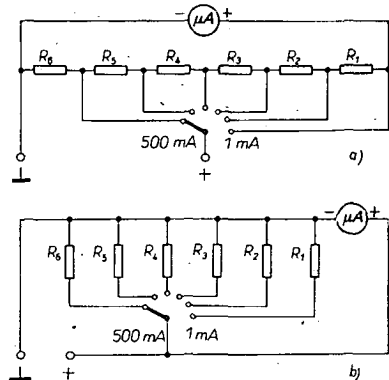 - μA +
R6 R5 R4 R3 R2 R1
500 mA 1 mA
+ a)
- μA +
R6 R5 R4 R3 R2 R1
500 mA 1 mA
+ b)